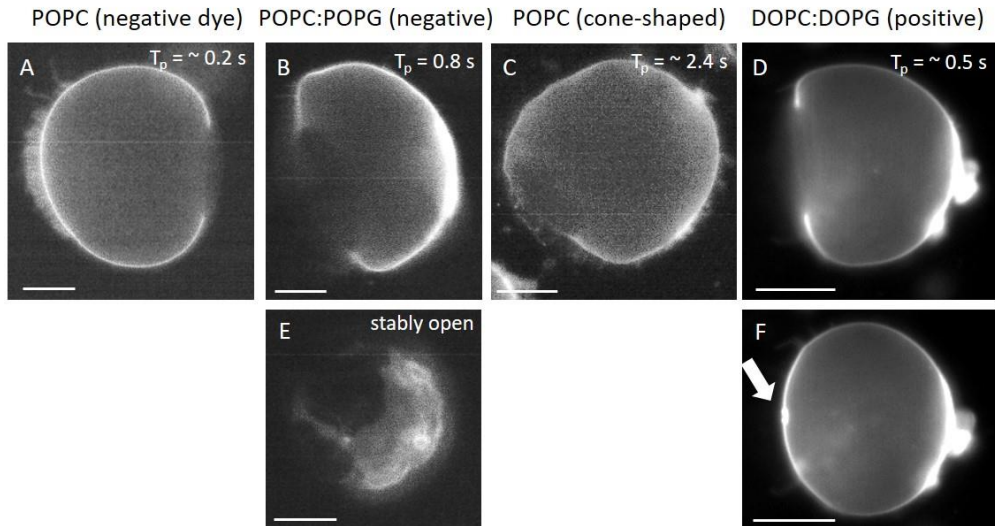 POPC (negative dye) POPC:POPG (negative) POPC (cone-shaped) DOPC:DOPG (positive)
A Tp = ~ 0.2 s B Tp = 0.8 s C Tp = ~ 2.4 s D Tp = ~ 0.5 s
E stably open F